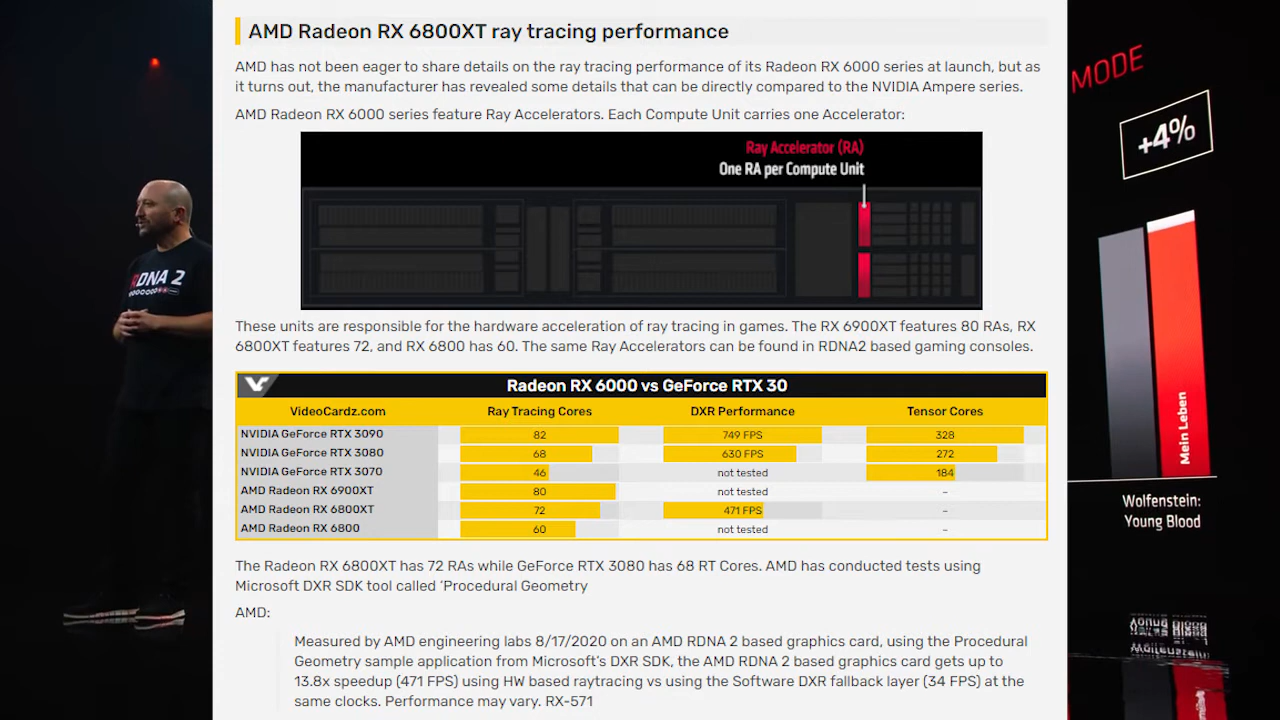 AMD Radeon RX 6800XT ray tracing performance
AMD has not been eager to share details on the ray tracing performance of its Radeon RX 6000 series at launch, but as
it turns out, the manufacturer has revealed some details that can be directly compared to the NVIDIA Ampere series.
AMD Radeon RX 6000 series feature Ray Accelerators. Each Compute Unit carries one Accelerator:
Ray Accelerator (RA)
One RA per Compute Unit
These units are responsible for the hardware acceleration of ray tracing in games. The RX 6900XT features 80 RAs, RX
6800XT features 72, and RX 6800 has 60. The same Ray Accelerators can be found in RDNA2 based gaming consoles.
Radeon RX 6000 vs GeForce RTX 30
VideoCardz.com Ray Tracing Cores DXR Performance Tensor Cores
NVIDIA GeForce RTX 3090 82 749 FPS 328
NVIDIA GeForce RTX 3080 68 630 FPS 272
NVIDIA GeForce RTX 3070 46 not tested 184
AMD Radeon RX 6900XT 80 not tested –
AMD Radeon RX 6800XT 72 471 FPS –
AMD Radeon RX 6800 60 not tested –
The Radeon RX 6800XT has 72 RAs while GeForce RTX 3080 has 68 RT Cores. AMD has conducted tests using
Microsoft DXR SDK tool called ‘Procedural Geometry
AMD:
Measured by AMD engineering labs 8/17/2020 on an AMD RDNA 2 based graphics card, using the Procedural
Geometry sample application from Microsoft’s DXR SDK, the AMD RDNA 2 based graphics card gets up to
13.8x speedup (471 FPS) using HW based raytracing vs using the Software DXR fallback layer (34 FPS) at the
same clocks. Performance may vary. RX-571
RDNA 2
MODE
+4%
Mein Leben
Wolfenstein:
Young Blood